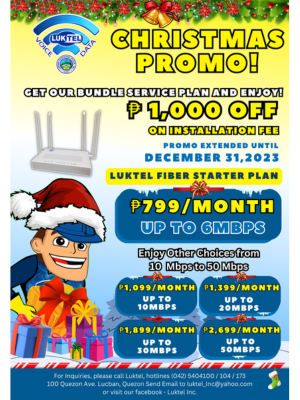 LUKTEL
VOICE DATA
CHRISTMAS
PROMO!
GET OUR BUNDLE SERVICE PLAN AND ENJOY!
₱ 1,000 OFF
ON INSTALLATION FEE
PROMO EXTENDED UNTIL
DECEMBER 31,2023
LUKTEL FIBER STARTER PLAN
₱799/MONTH
UP TO 6MBPS
Enjoy Other Choices from
10 Mbps to 50 Mbps
₱1,099/MONTH
UP TO
10MBPS
₱1,399/MONTH
UP TO
20MBPS
₱1,899/MONTH
UP TO
30MBPS
₱2,699/MONTH
UP TO
50MBPS
For Inquiries, please call Luktel, hotlines (042) 5404100 / 104 / 173
100 Quezon Ave. Lucban, Quezon Send Email to luktel_Inc@yahoo.com
or visit our facebook - Luktel Inc.